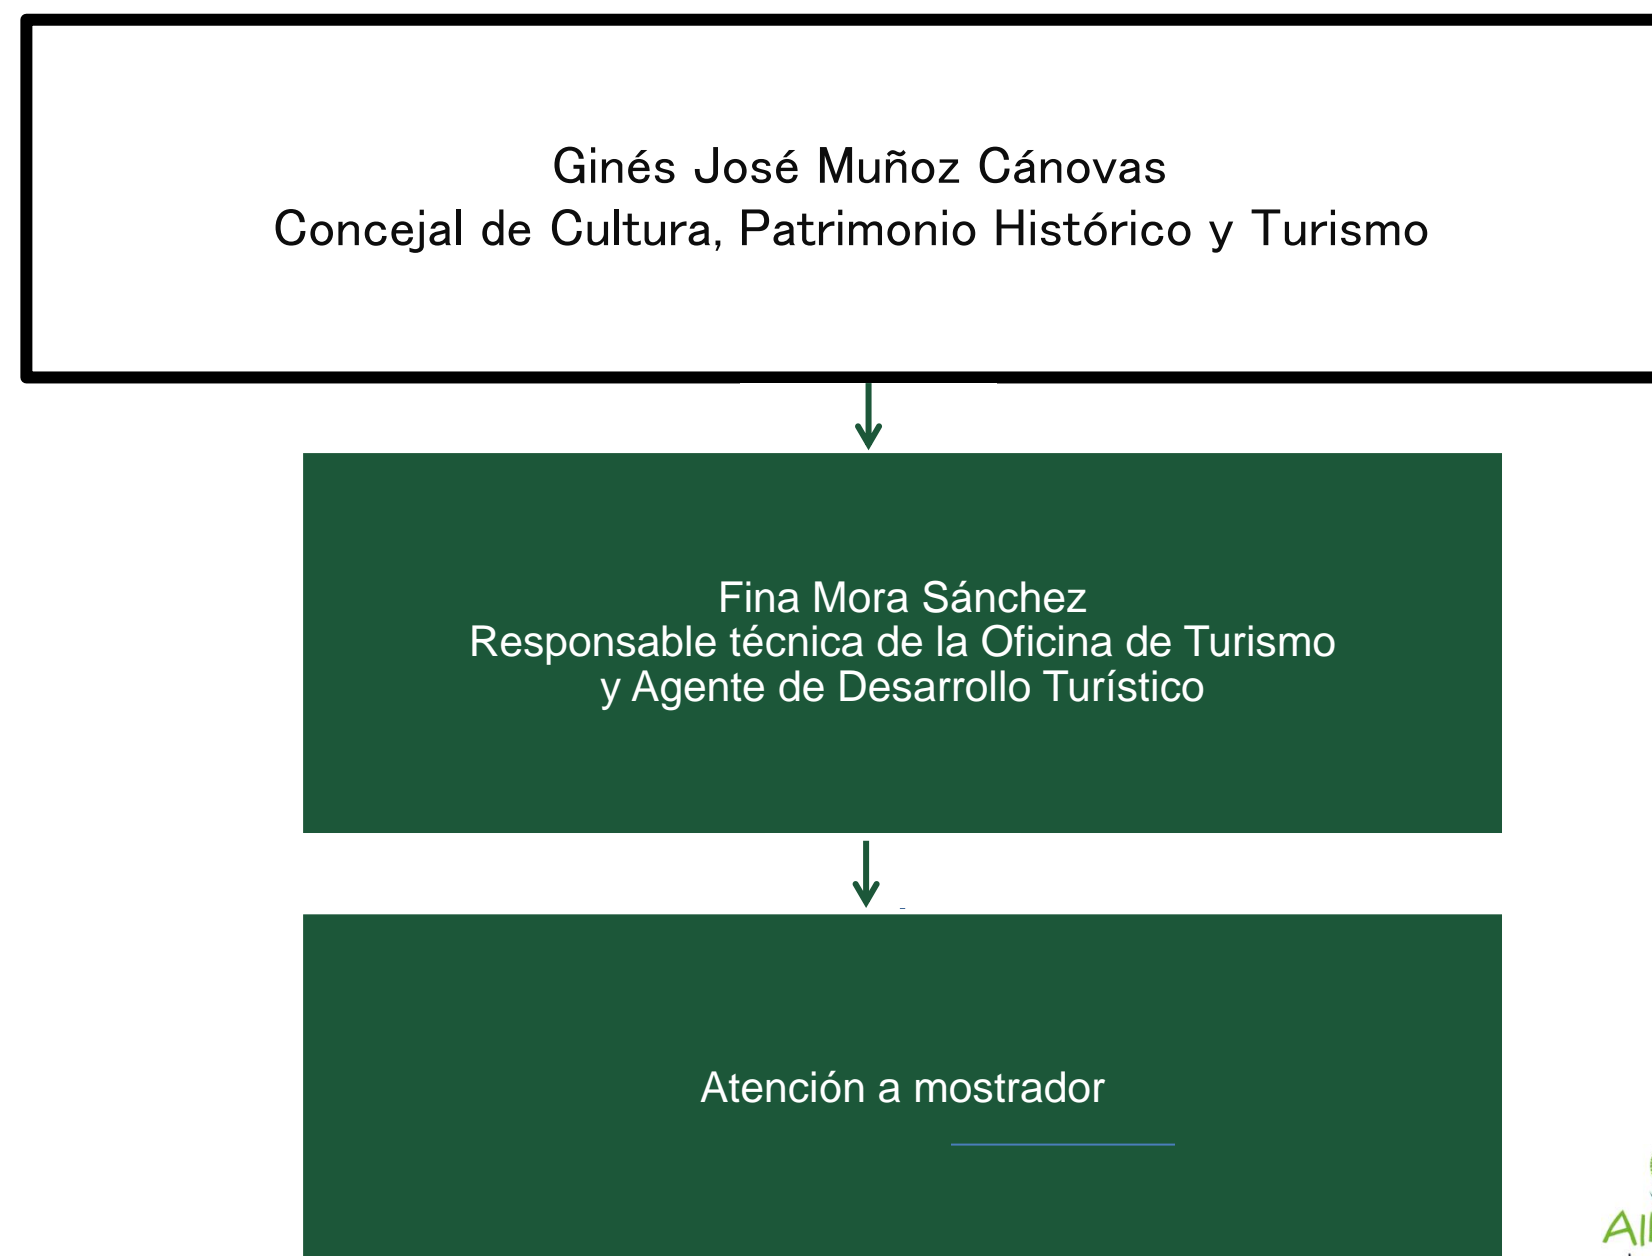 Ginés José Muñoz Cánovas
Concejal de Cultura, Patrimonio Histórico y Turismo
Fina Mora Sánchez
Responsable técnica de la Oficina de Turismo
y Agente de Desarrollo Turístico
Atención a mostrador